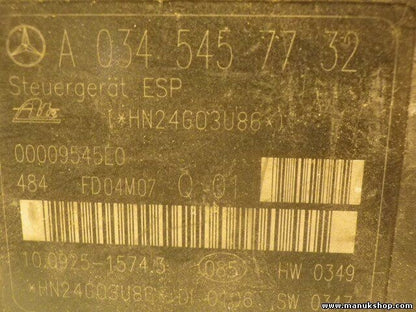 A 034 545 77 32
Steuergerät ESP
Ate [*HN24G03U86*]
00009545E0
484 FD04M07 Q 01
10.0925-1574.3 085 HW 0349
*HN24G03U86* SW
www.manukshop.com